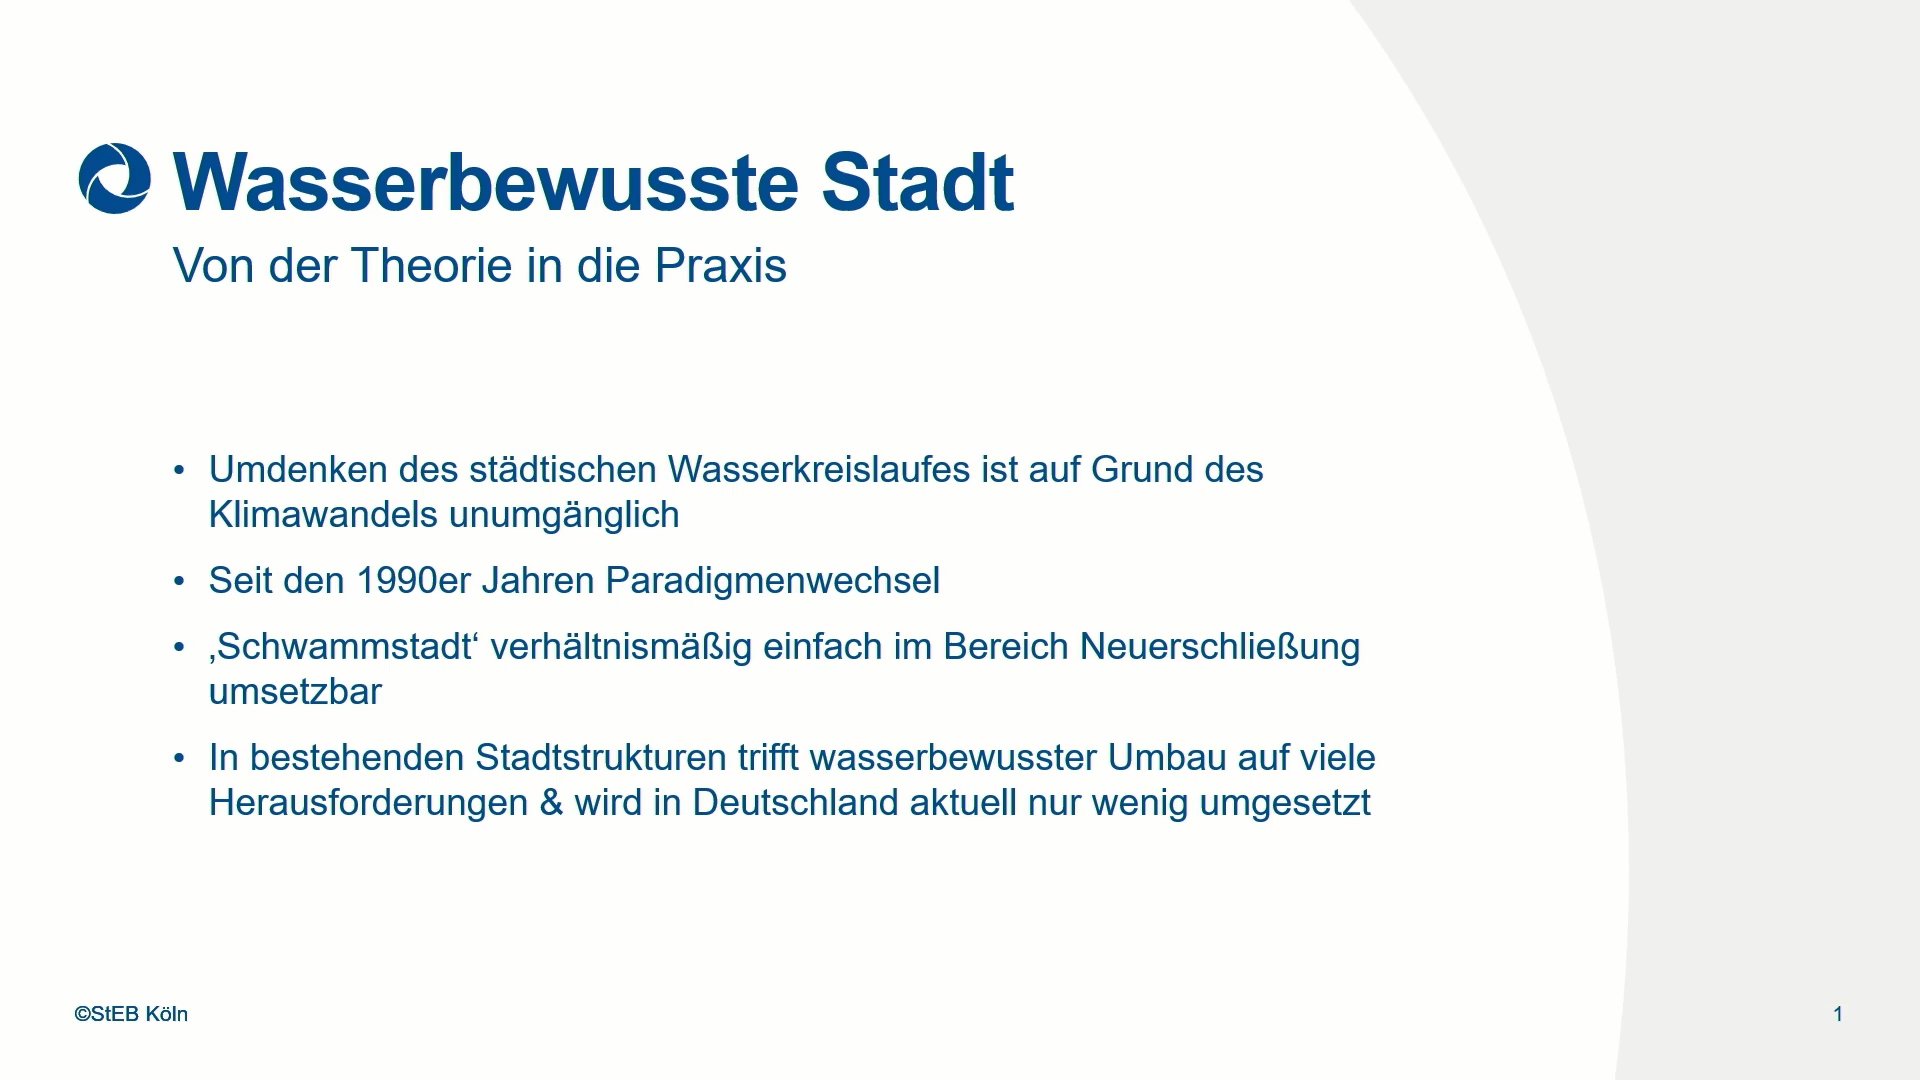 Wasserbewusste Stadt
Von der Theorie in die Praxis
• Umdenken des städtischen Wasserkreislaufes ist auf Grund des
Klimawandels unumgänglich
• Seit den 1990er Jahren Paradigmenwechsel
• ‚Schwammstadt‘ verhältnismäßig einfach im Bereich Neuerschließung
umsetzbar
• In bestehenden Stadtstrukturen trifft wasserbewusster Umbau auf viele
Herausforderungen & wird in Deutschland aktuell nur wenig umgesetzt
©StEB Köln
1